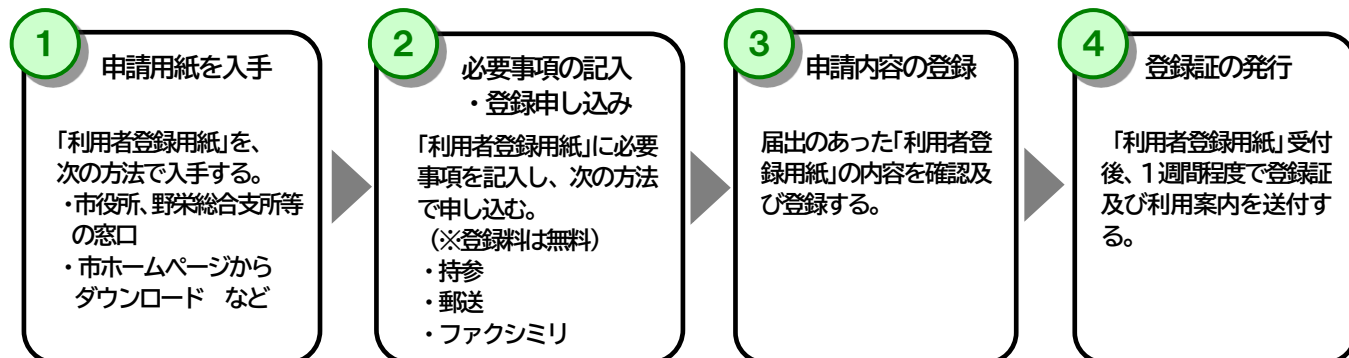 1
申請用紙を入手
「利用者登録用紙」を、
次の方法で入手する。
・市役所、野栄総合支所等
の窓口
・市ホームページから
ダウンロード　など
2
必要事項の記入
・登録申し込み
「利用者登録用紙」に必要
事項を記入し、次の方法
で申し込む。
（※登録料は無料）
・持参
・郵送
・ファクシミリ
3
申請内容の登録
届出のあった「利用者登
録用紙」の内容を確認及
び登録する。
4
登録証の発行
「利用者登録用紙」受付
後、1週間程度で登録証
及び利用案内を送付す
る。